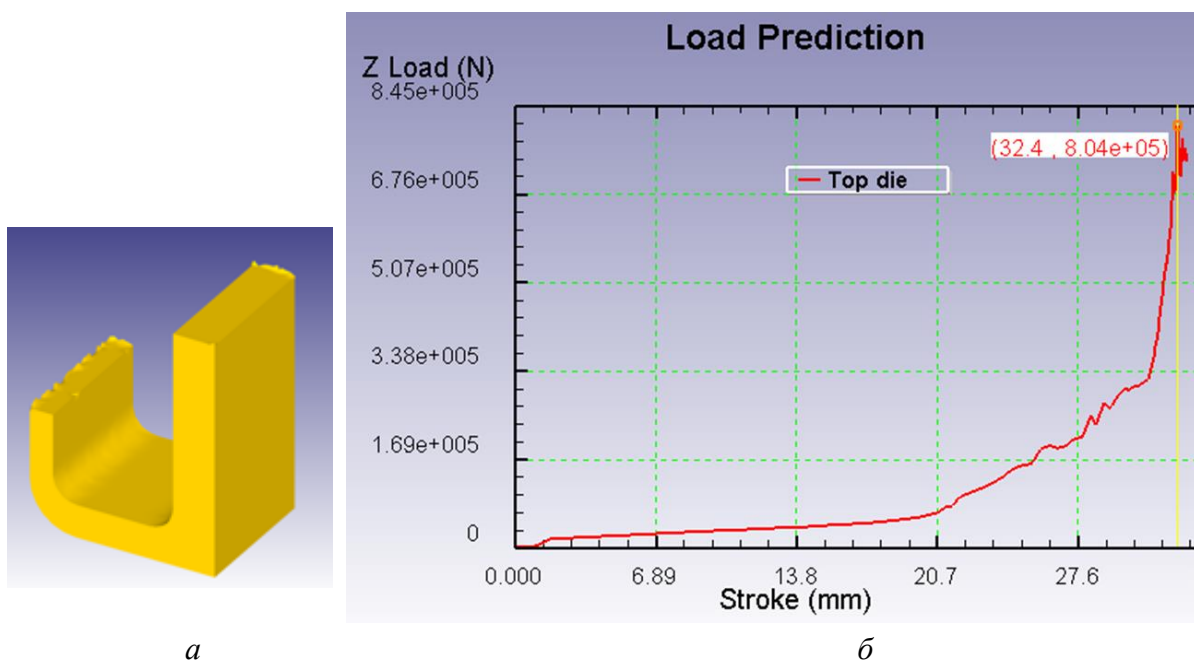 Load Prediction
Z Load (N)
8.45e+005
(32.4 , 8.04e+05)
Top die
6.76e+005
5.07e+005
3.38e+005
1.69e+005
0
0.000 6.89 13.8 20.7 27.6
Stroke (mm)
а б